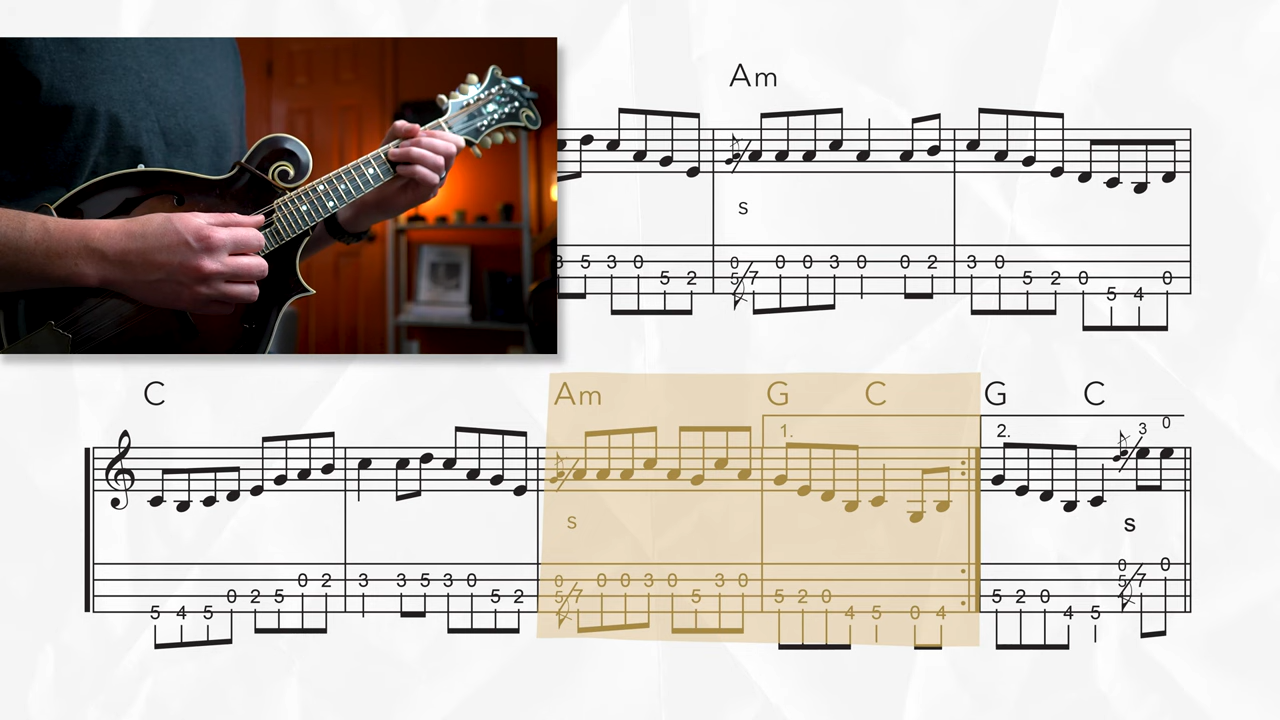 Am
s
3 5 3 0 0 0 0 3 0 0 2 3 0
5 2 5 7 5 2 0 0
5 4
C Am G C G C
1. 2. 3 0
s s
0 0
0 2 3 3 5 3 0 0 0 0 3 0 3 0 0 7
0 2 5 5 2 5 7 5 5 2 0 5 2 0 5
5 4 5 4 5 0 4 4 5